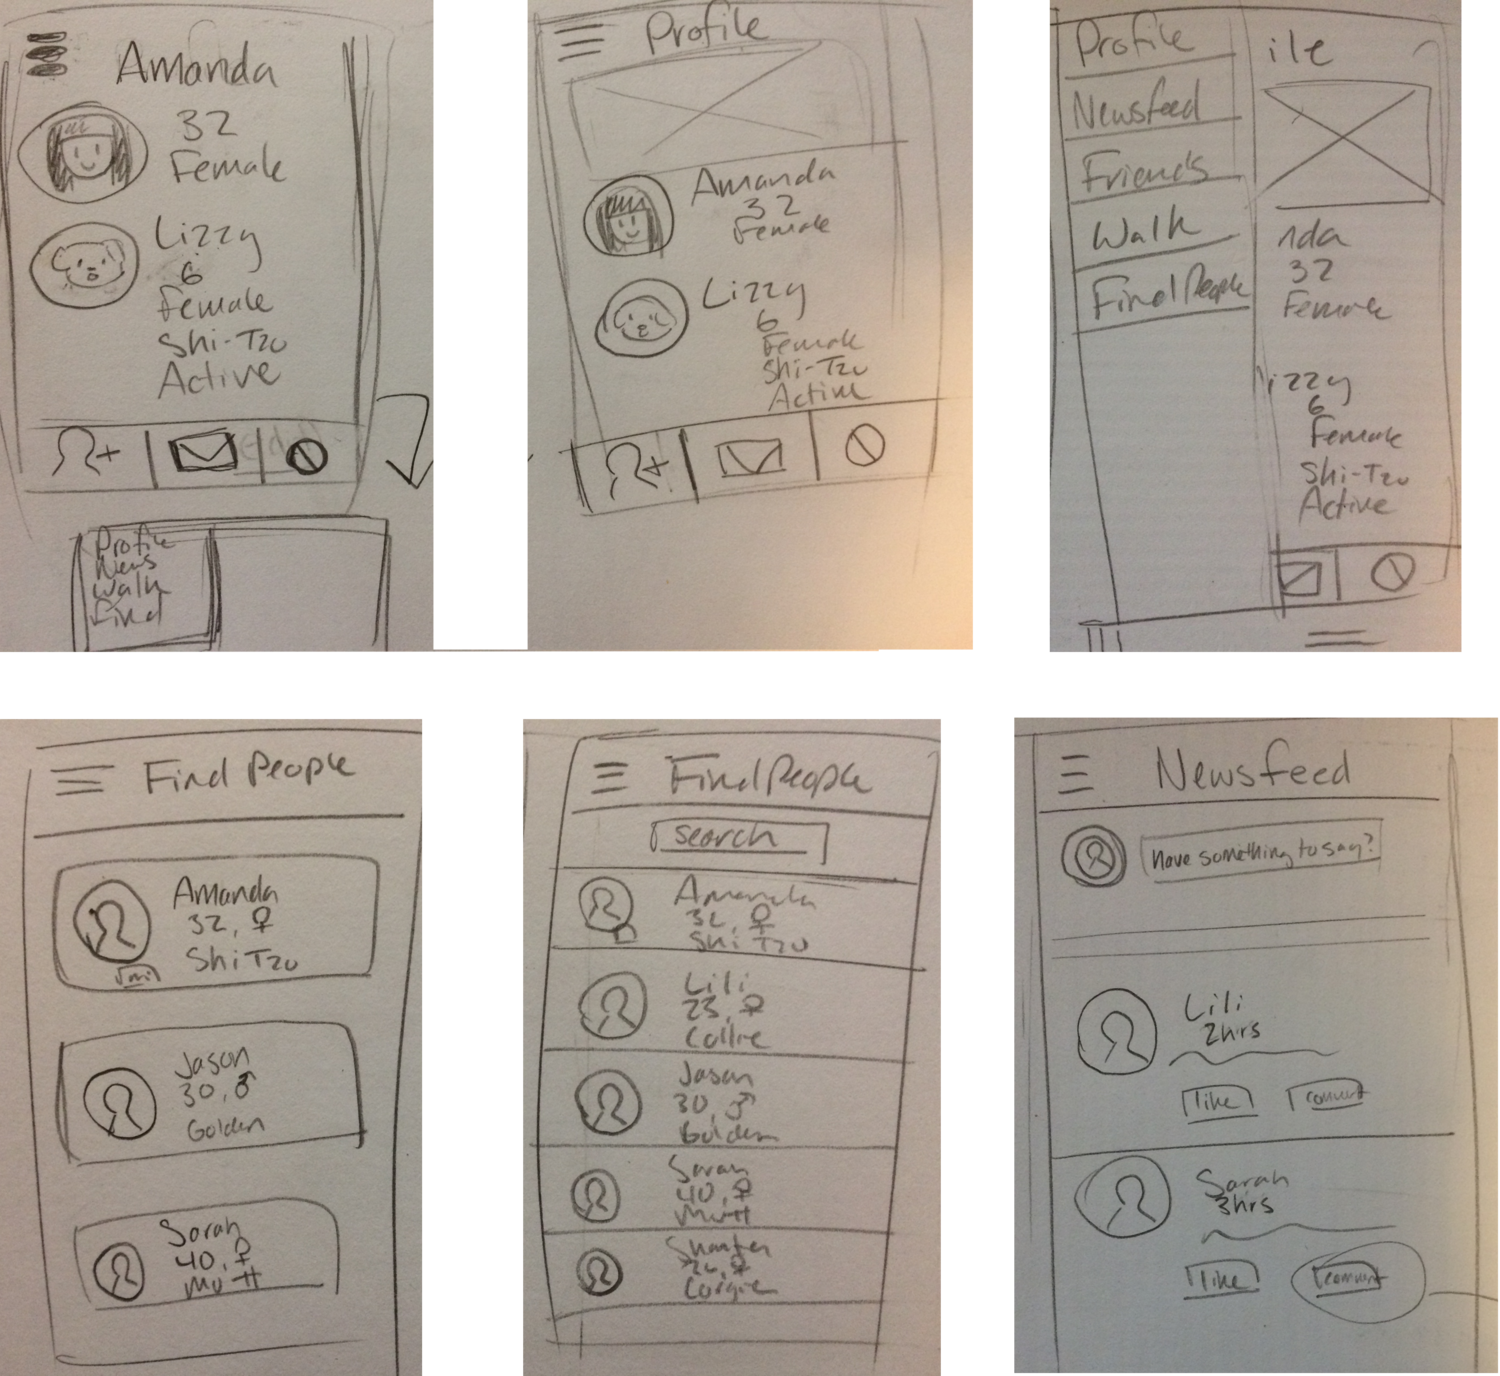 Amanda
32
Female
Lizzy
6
Female
Shi-Tzu
Active
Profile
News
Walk
Find
Profile
Amanda
32
Female
Lizzy
6
Female
Shi-Tzu
Active
Profile
Newsfeed
Friends
Walk
Find People
ile
nda
32
Female
izzy
6
Female
Shi-Tzu
Active
Find People
Amanda
32, ♀
Shi Tzu
Jason
30, ♂
Golden
Sarah
40, ♀
Mutt
Find People
search
Amanda
32, ♀
Shi Tzu
Lili
23, ♀
Collie
Jason
30, ♂
Golden
Sarah
40, ♀
Mutt
♀
Corgie
Newsfeed
Have something to say?
Lili
2hrs
like
comment
Sarah
3hrs
like
comment